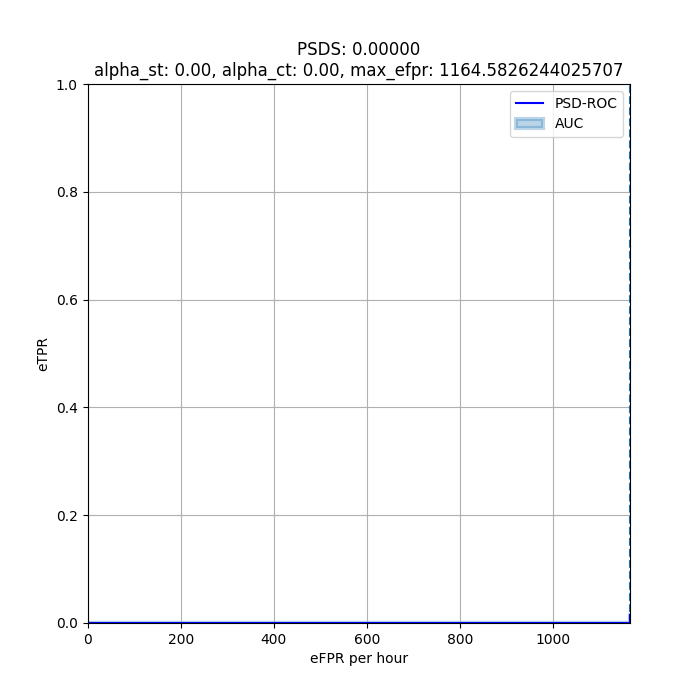 PSDS: 0.00000
alpha_st: 0.00, alpha_ct: 0.00, max_efpr: 1164.5826244025707
PSD-ROC
AUC
1.0
0.8
0.6
0.4
0.2
0.0
eTPR
0 200 400 600 800 1000
eFPR per hour